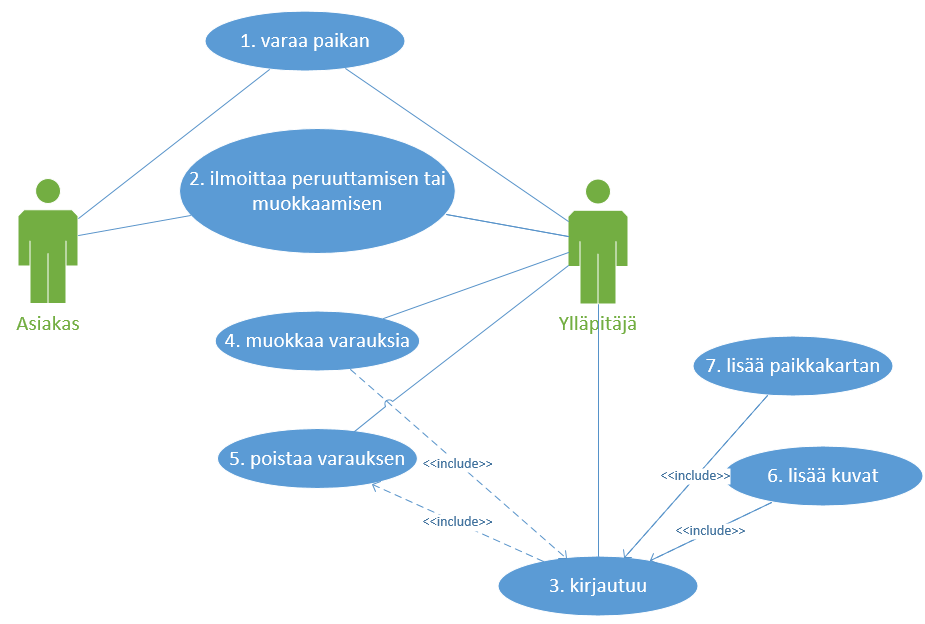 1. varaa paikan
2. ilmoittaa peruuttamisen tai
muokkaamisen
Asiakas
Ylläpitäjä
4. muokkaa varauksia
7. lisää paikkakartan
5. poistaa varauksen
<<include>>
<<include>>
6. lisää kuvat
<<include>>
<<include>>
3. kirjautuu